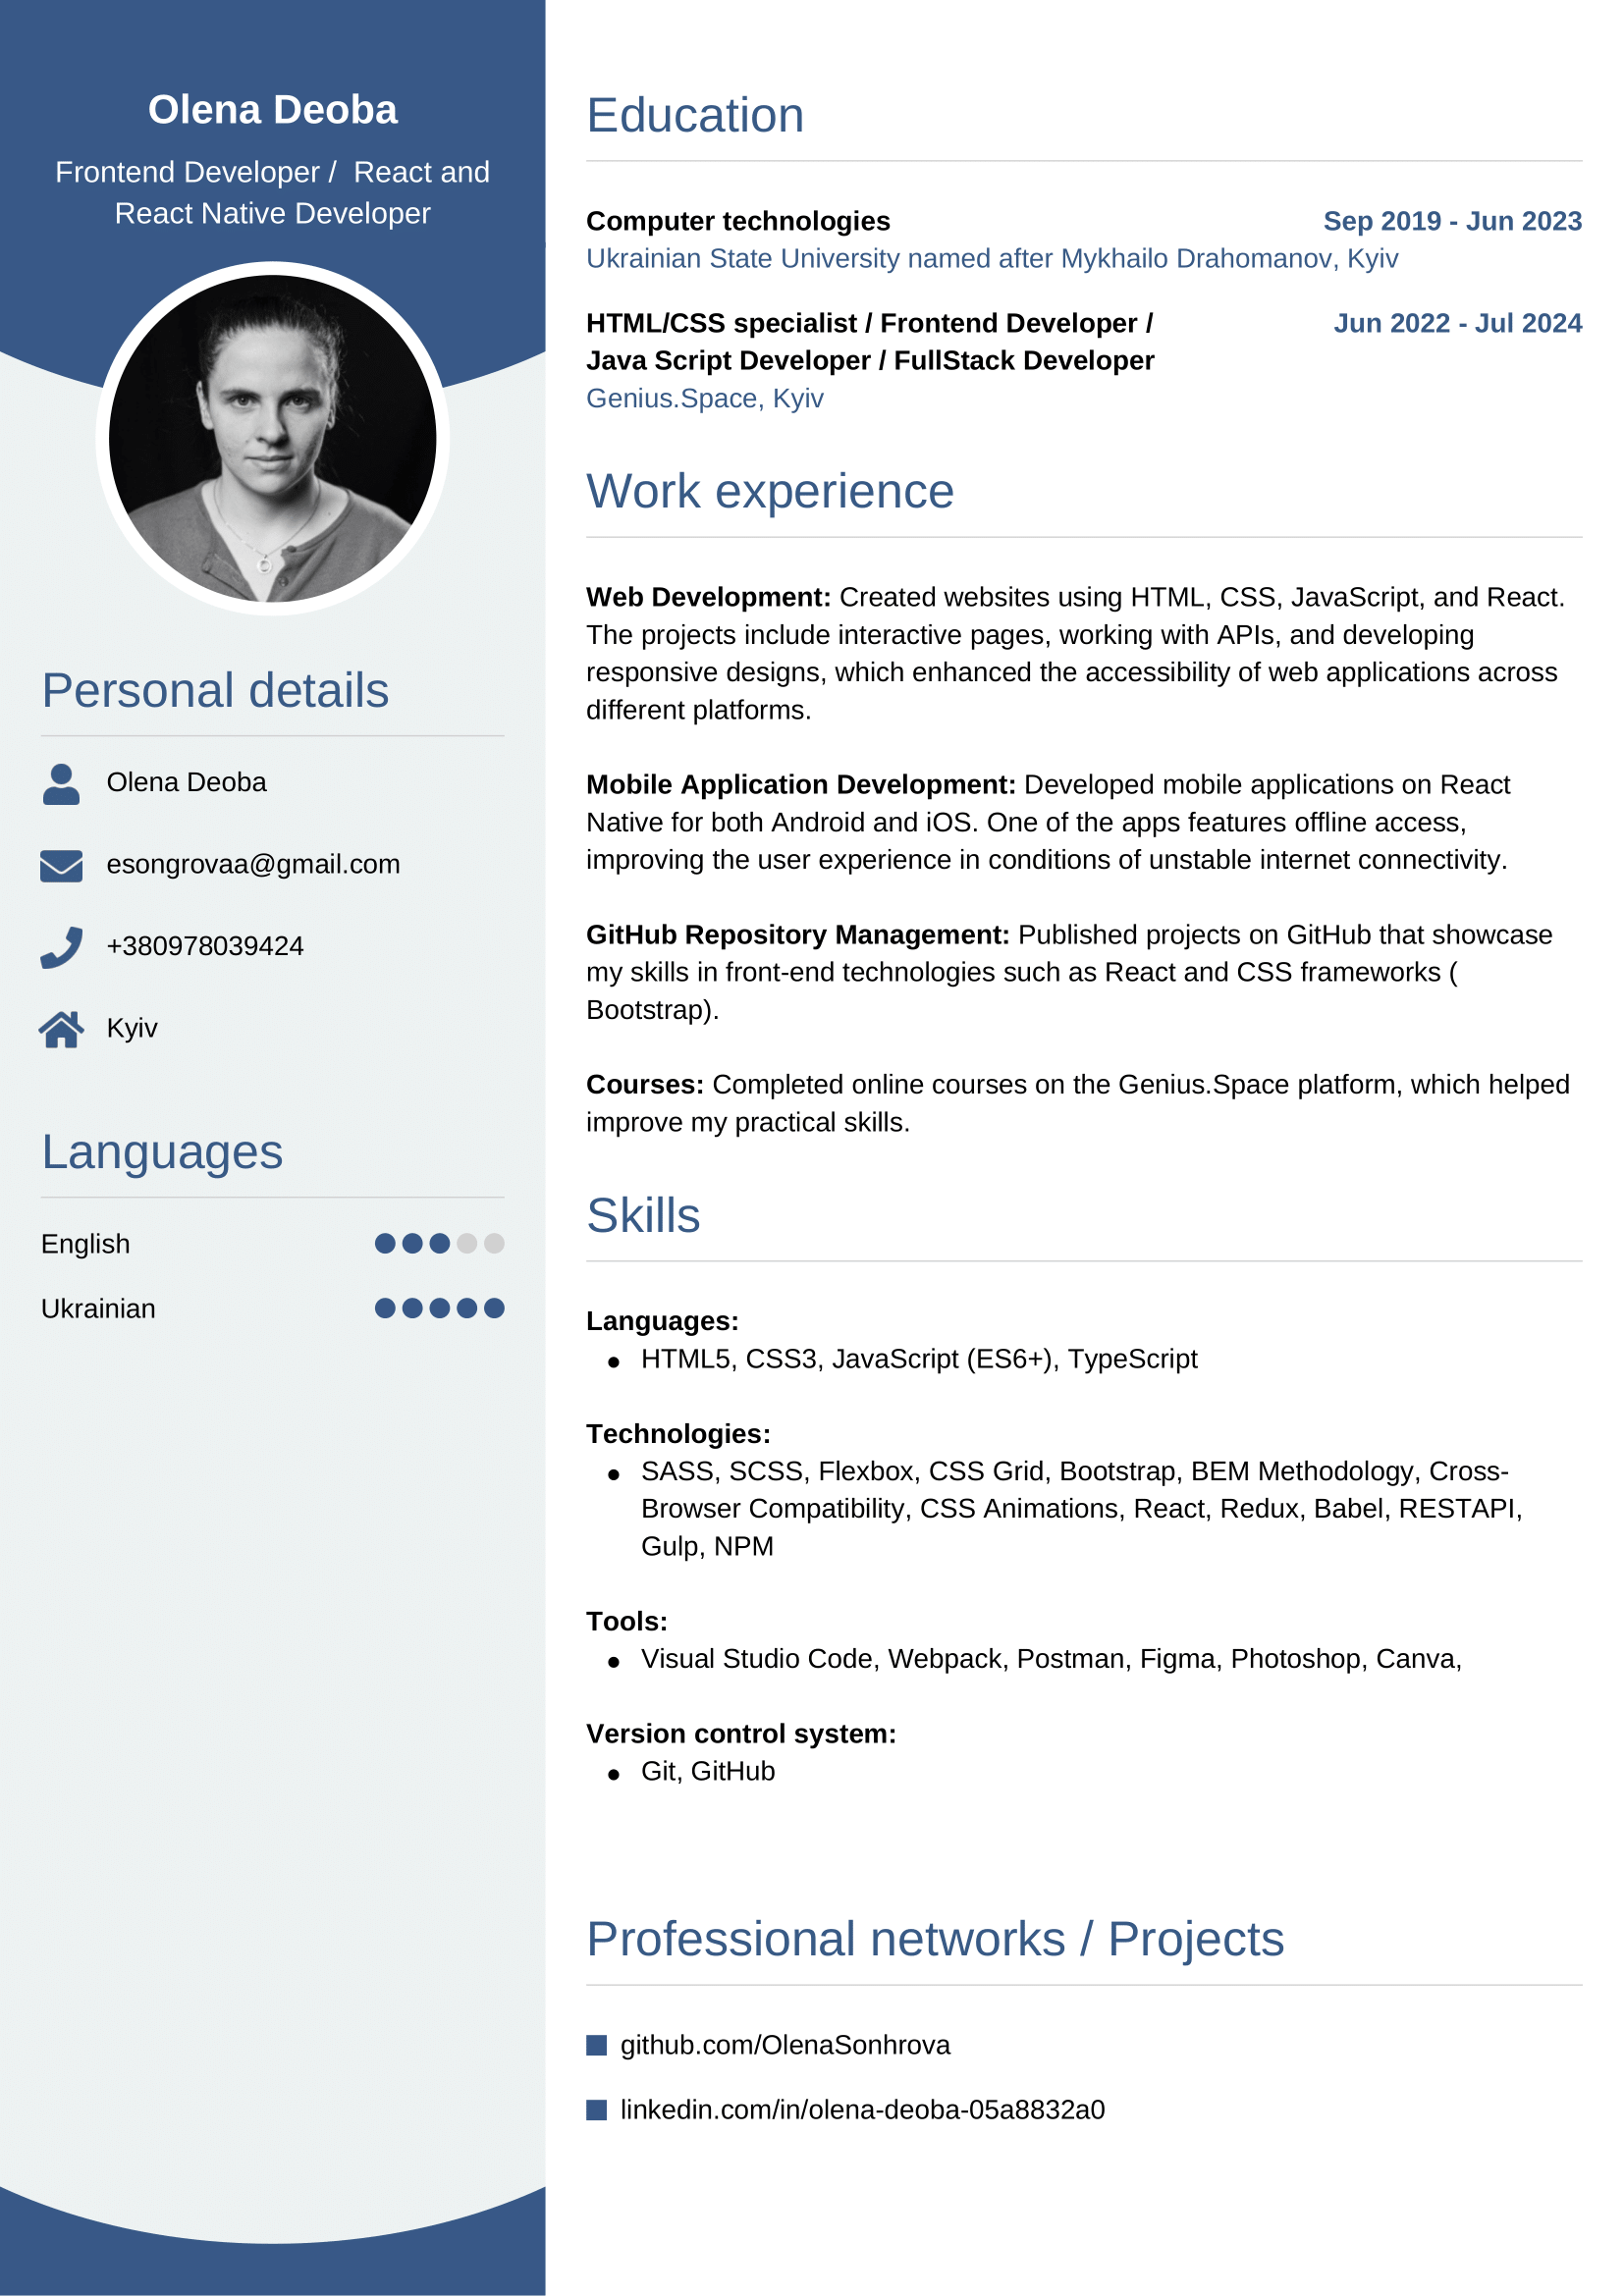 Olena Deoba
Frontend Developer /  React and
React Native Developer
Personal details
Olena Deoba
esongrovaa@gmail.com
+380978039424
Kyiv
Languages
English
Ukrainian
Education
Computer technologies Sep 2019 - Jun 2023
Ukrainian State University named after Mykhailo Drahomanov, Kyiv
HTML/CSS specialist / Frontend Developer / Jun 2022 - Jul 2024
Java Script Developer / FullStack Developer
Genius.Space, Kyiv
Work experience
Web Development: Created websites using HTML, CSS, JavaScript, and React.
The projects include interactive pages, working with APIs, and developing
responsive designs, which enhanced the accessibility of web applications across
different platforms.
Mobile Application Development: Developed mobile applications on React
Native for both Android and iOS. One of the apps features offline access,
improving the user experience in conditions of unstable internet connectivity.
GitHub Repository Management: Published projects on GitHub that showcase
my skills in front-end technologies such as React and CSS frameworks (
Bootstrap).
Courses: Completed online courses on the Genius.Space platform, which helped
improve my practical skills.
Skills
Languages:
• HTML5, CSS3, JavaScript (ES6+), TypeScript
Technologies:
• SASS, SCSS, Flexbox, CSS Grid, Bootstrap, BEM Methodology, Cross-
Browser Compatibility, CSS Animations, React, Redux, Babel, RESTAPI,
Gulp, NPM
Tools:
• Visual Studio Code, Webpack, Postman, Figma, Photoshop, Canva,
Version control system:
• Git, GitHub
Professional networks / Projects
github.com/OlenaSonhrova
linkedin.com/in/olena-deoba-05a8832a0